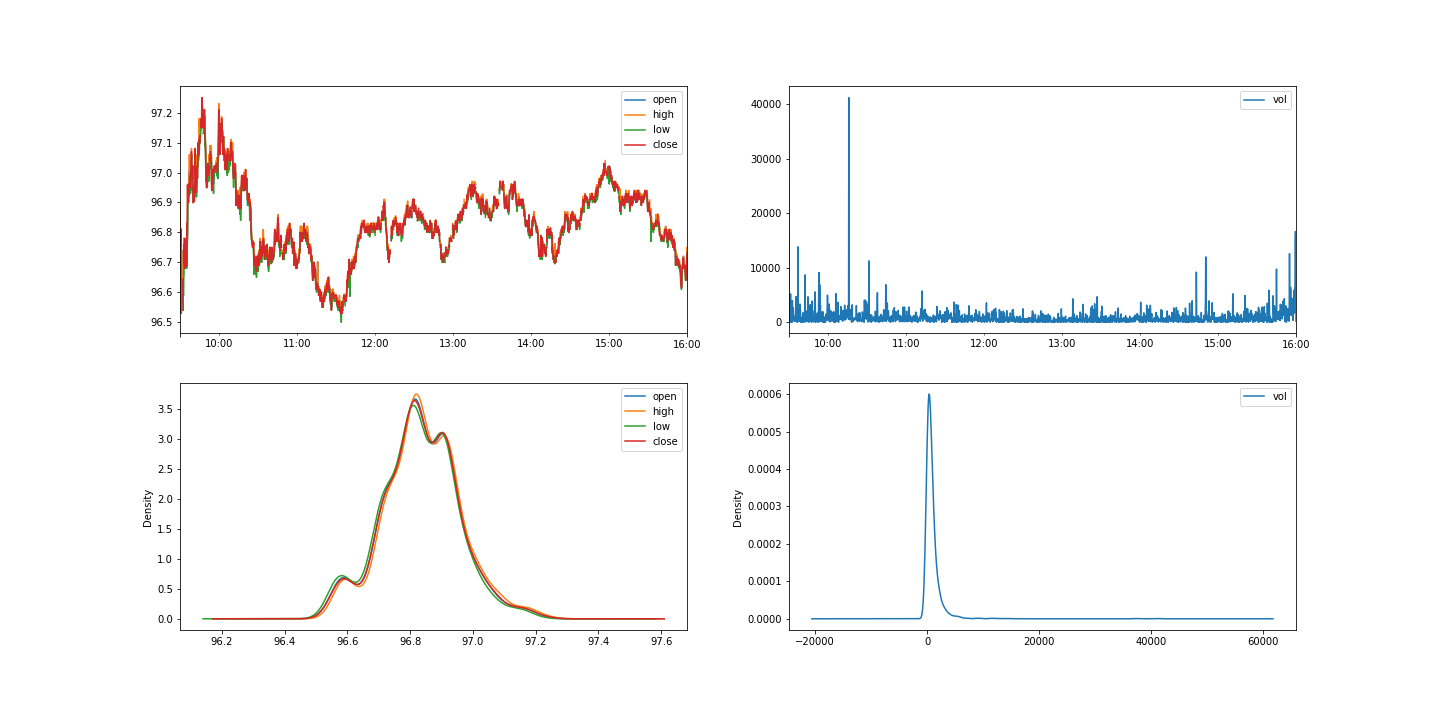 97.2
97.1
97.0
96.9
96.8
96.7
96.6
96.5
10:00 11:00 12:00 13:00 14:00 15:00 16:00
open
high
low
close
40000
30000
20000
10000
0
10:00 11:00 12:00 13:00 14:00 15:00 16:00
vol
Density
3.5
3.0
2.5
2.0
1.5
1.0
0.5
0.0
96.2 96.4 96.6 96.8 97.0 97.2 97.4 97.6
open
high
low
close
Density
0.0006
0.0005
0.0004
0.0003
0.0002
0.0001
0.0000
−20000 0 20000 40000 60000
vol